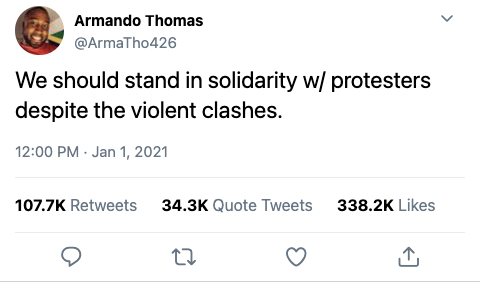 Armando Thomas
@ArmaTho426
We should stand in solidarity w/ protesters
despite the violent clashes.
12:00 PM · Jan 1, 2021
107.7K Retweets 34.3K Quote Tweets 338.2K Likes